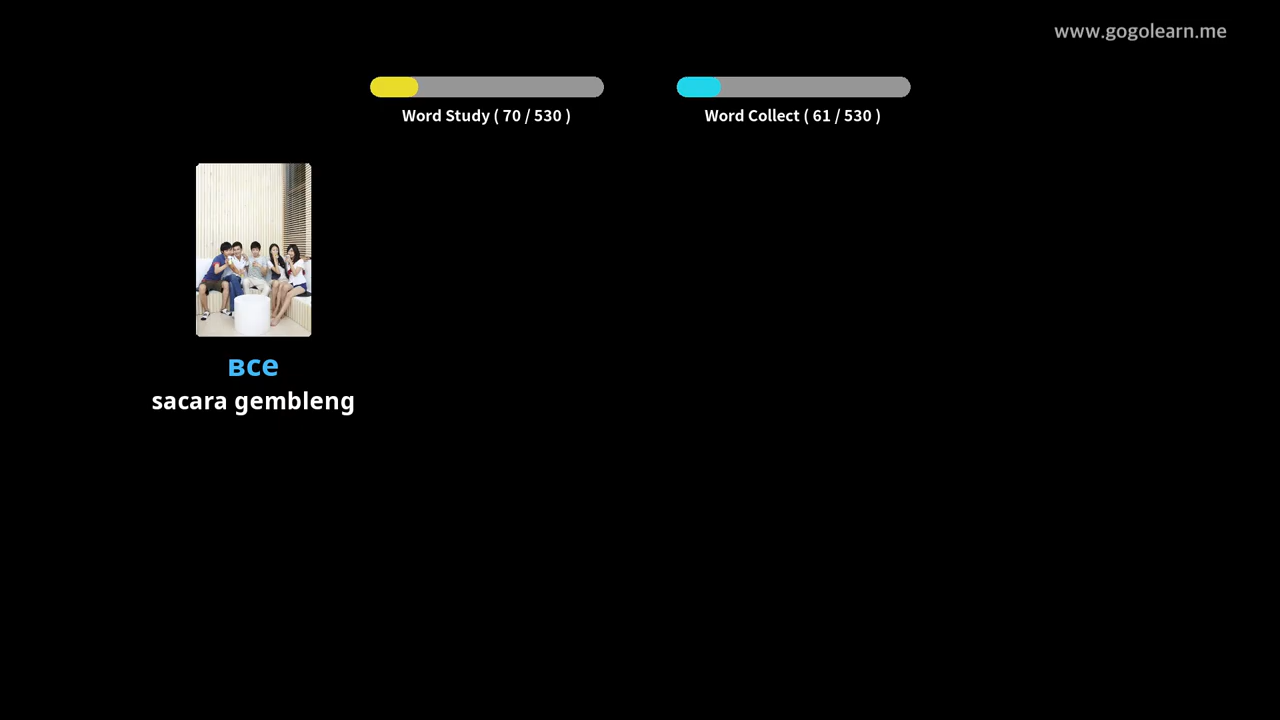 www.gogolearn.me
Word Study ( 70 / 530 )
Word Collect ( 61 / 530 )
все
sacara gembleng